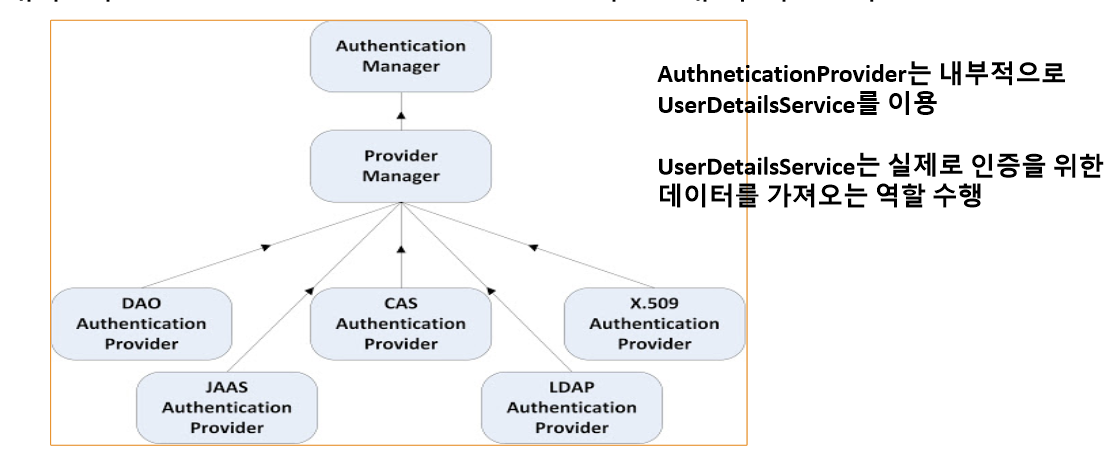 Authentication
Manager
AuthneticationProvider는 내부적으로
UserDetailsService를 이용
Provider
Manager
UserDetailsService는 실제로 인증을 위한
데이터를 가져오는 역할 수행
DAO
Authentication
Provider
CAS
Authentication
Provider
X.509
Authentication
Provider
JAAS
Authentication
Provider
LDAP
Authentication
Provider